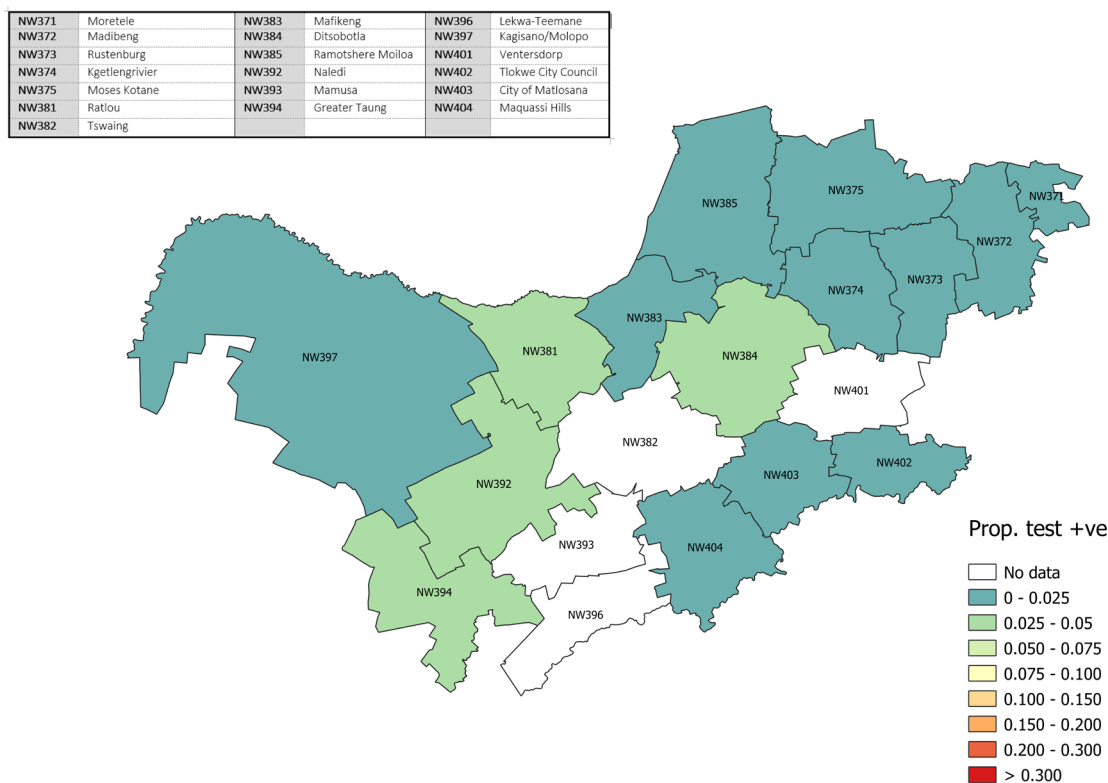 NW371 Moretele NW383 Mafikeng NW396 Lekwa-Teemane
NW372 Madibeng NW384 Ditsobotla NW397 Kagisano/Molopo
NW373 Rustenburg NW385 Ramotshere Moiloa NW401 Ventersdorp
NW374 Kgetlengrivier NW392 Naledi NW402 Tlokwe City Council
NW375 Moses Kotane NW393 Mamusa NW403 City of Matlosana
NW381 Ratlou NW394 Greater Taung NW404 Maquassi Hills
NW382 Tswaing
NW375
NW371
NW385
NW372
NW373
NW374
NW383
NW381
NW384
NW397
NW401
NW382
NW402
NW403
NW392
NW393
NW404
NW394
NW396
Prop. test +ve
No data
0 - 0.025
0.025 - 0.05
0.050 - 0.075
0.075 - 0.100
0.100 - 0.150
0.150 - 0.200
0.200 - 0.300
> 0.300